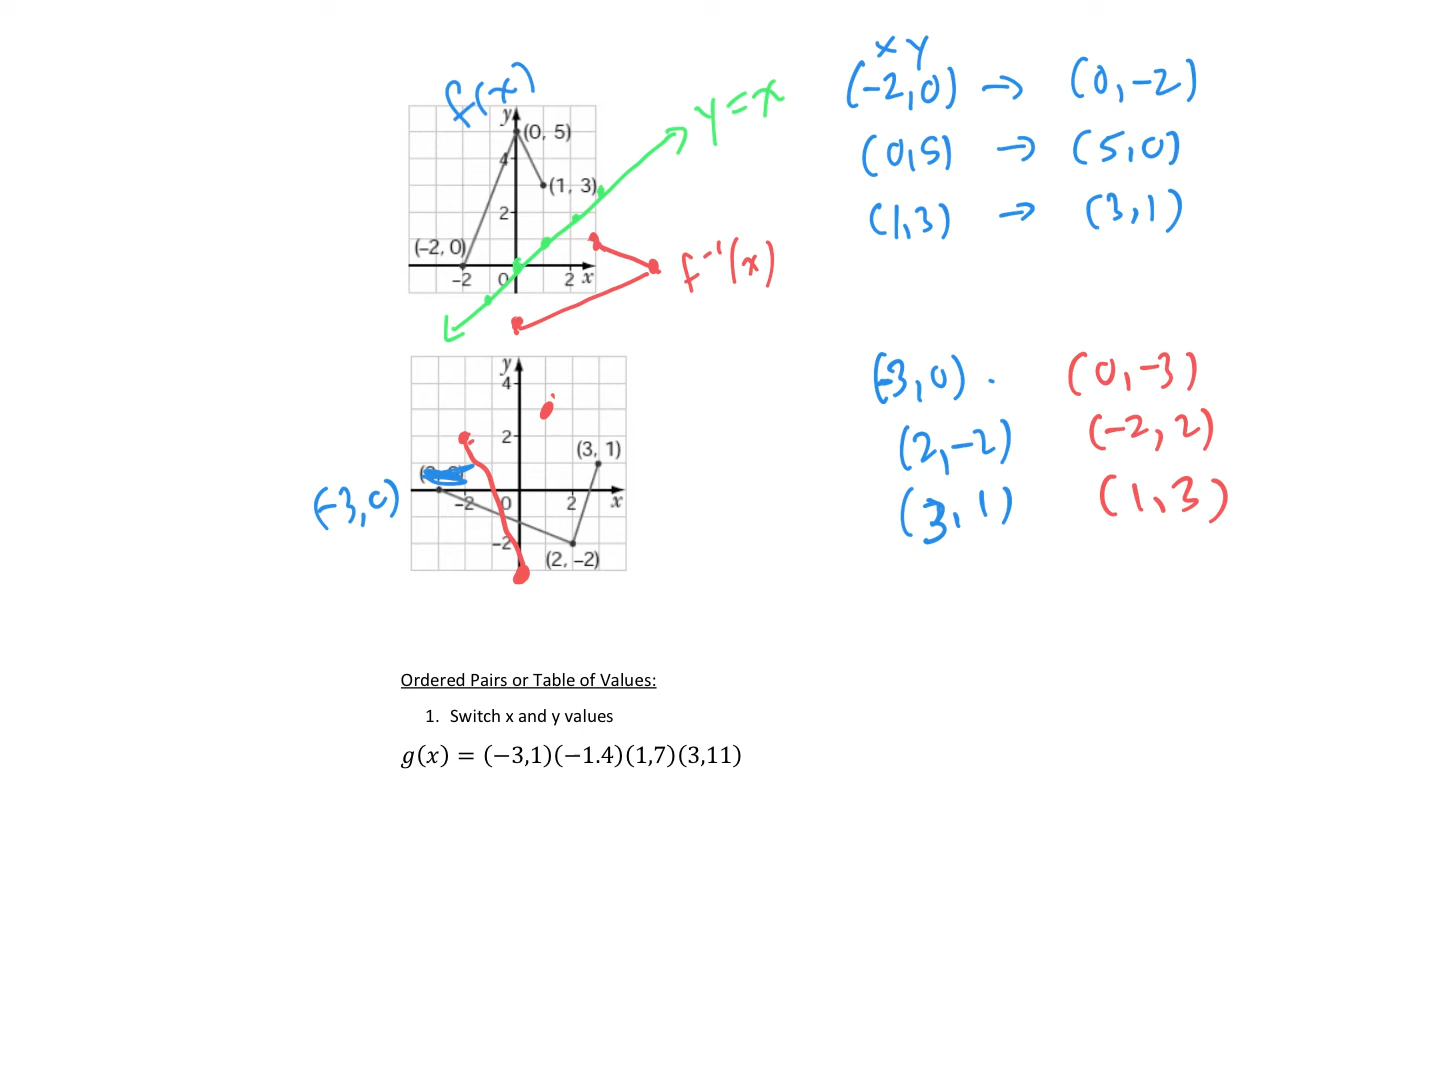 f(x)
y
(0, 5)
4
(1, 3)
2
(-2, 0)
-2
0
2
x
y=x
f⁻¹(x)
x y
(-2,0) → (0,-2)
(0,5) → (5,0)
(1,3) → (3,1)
y
4
2
(3, 1)
(-3,0)
-2
0
2
x
-2
(2, -2)
(-3,0) . (0,-3)
(2,-2) (-2,2)
(3,1) (1,3)
Ordered Pairs or Table of Values:
1. Switch x and y values
g(x) = (−3,1)(−1.4)(1,7)(3,11)